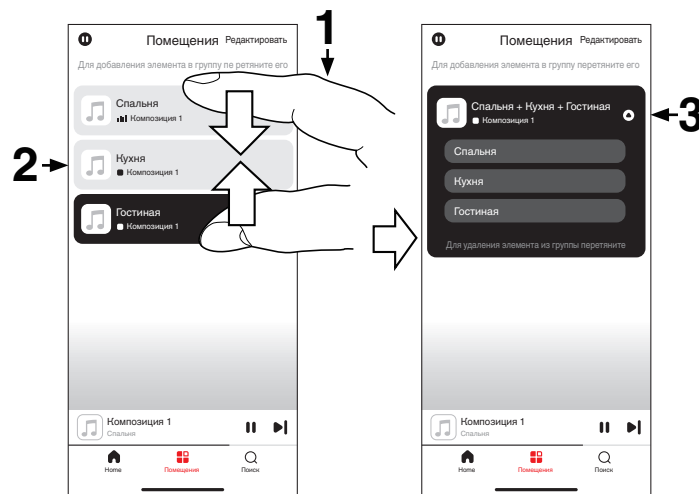 1
Помещения Редактировать
Для добавления элемента в группу пе ретяните его
Спальня
Композиция 1
2
Кухня
Композиция 1
Гостиная
Композиция 1
Композиция 1
Спальня
Home Помещения Поиск
Помещения Редактировать
Для добавления элемента в группу перетяните его
3
Спальня + Кухня + Гостиная
Композиция 1
Спальня
Кухня
Гостиная
Для удаления элемента из группы перетяните
Композиция 1
Спальня
Home Помещения Поиск